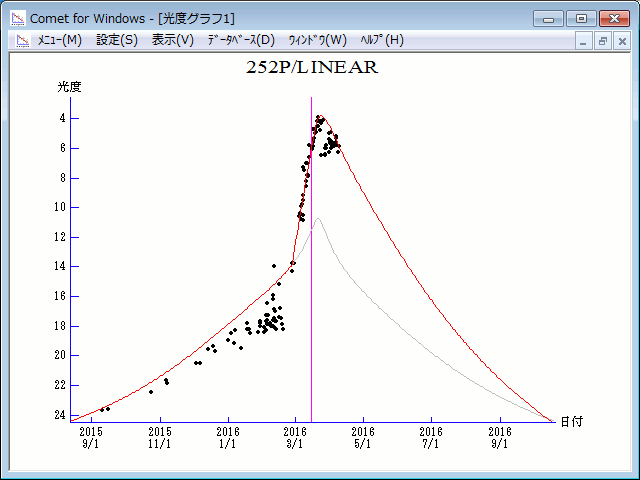 Comet for Windows - [光度グラフ1]
ﾒﾆｭｰ(M) 設定(S) 表示(V) ﾃﾞｰﾀﾍﾞｰｽ(D) ｳｨﾝﾄﾞｳ(W) ﾍﾙﾌﾟ(H)
252P/LINEAR
光度
4
6
8
10
12
14
16
18
20
22
24
日付
2015 2015 2016 2016 2016 2016 2016
9/1 11/1 1/1 3/1 5/1 7/1 9/1